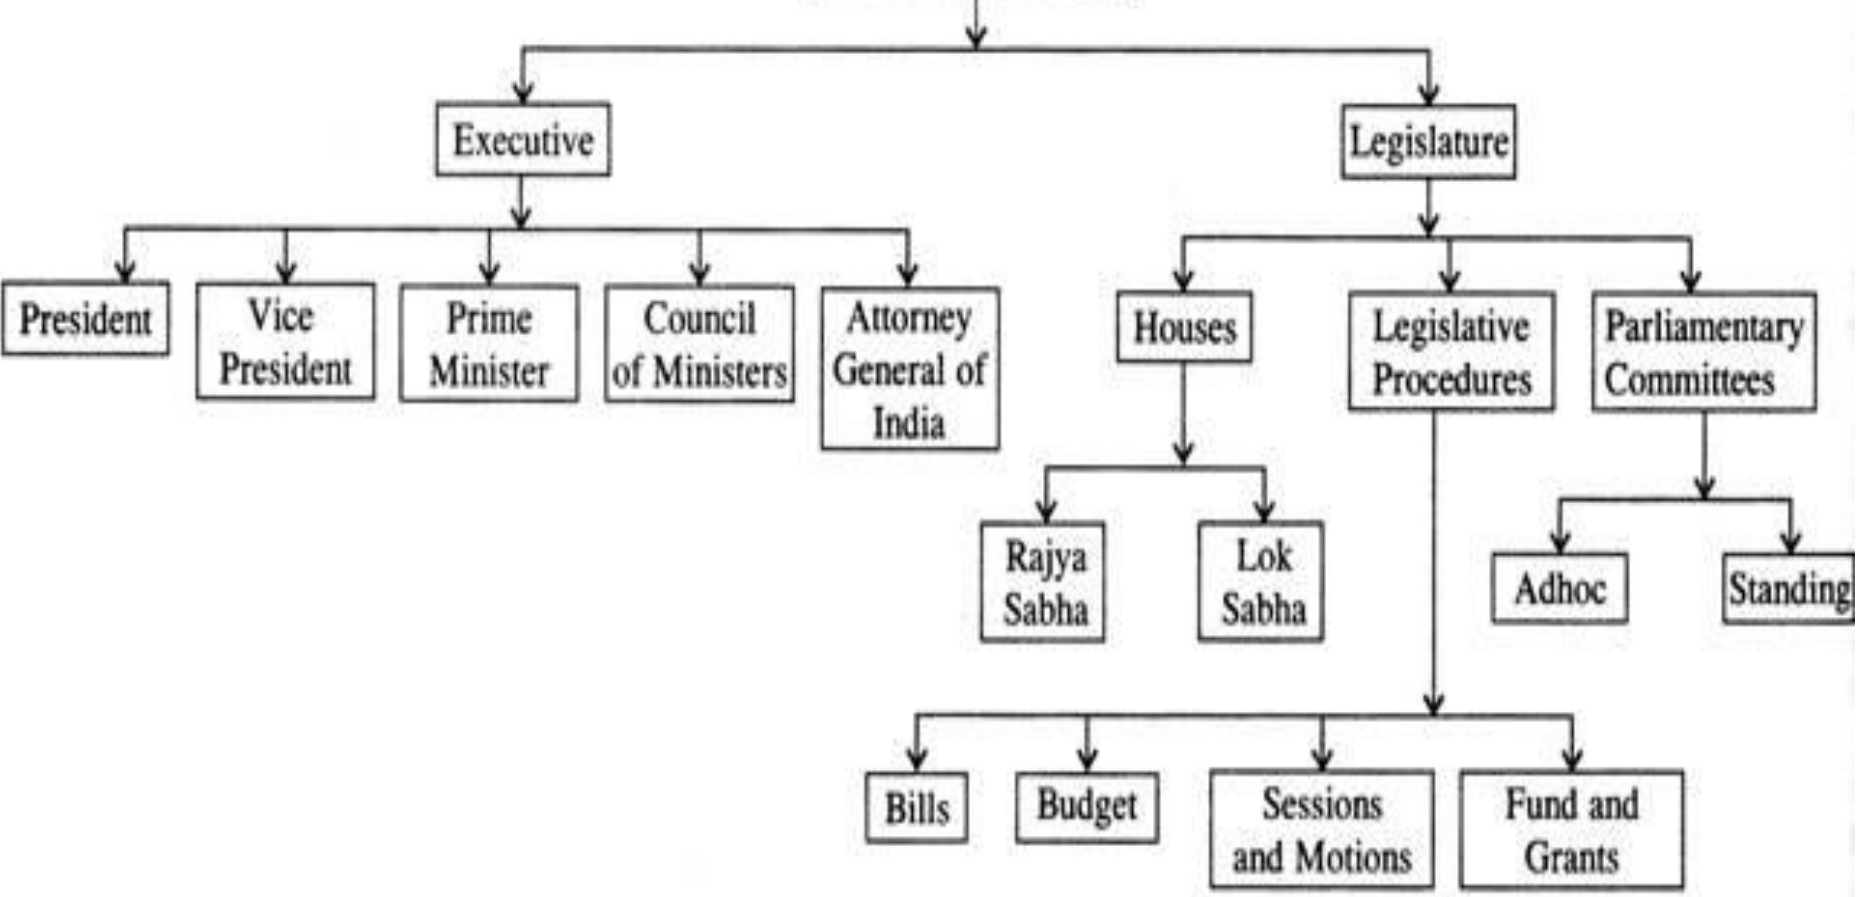 Executive
Legislature
President
Vice
President
Prime
Minister
Council
of Ministers
Attorney
General of
India
Houses
Legislative
Procedures
Parliamentary
Committees
Rajya
Sabha
Lok
Sabha
Adhoc
Standing
Bills
Budget
Sessions
and Motions
Fund and
Grants